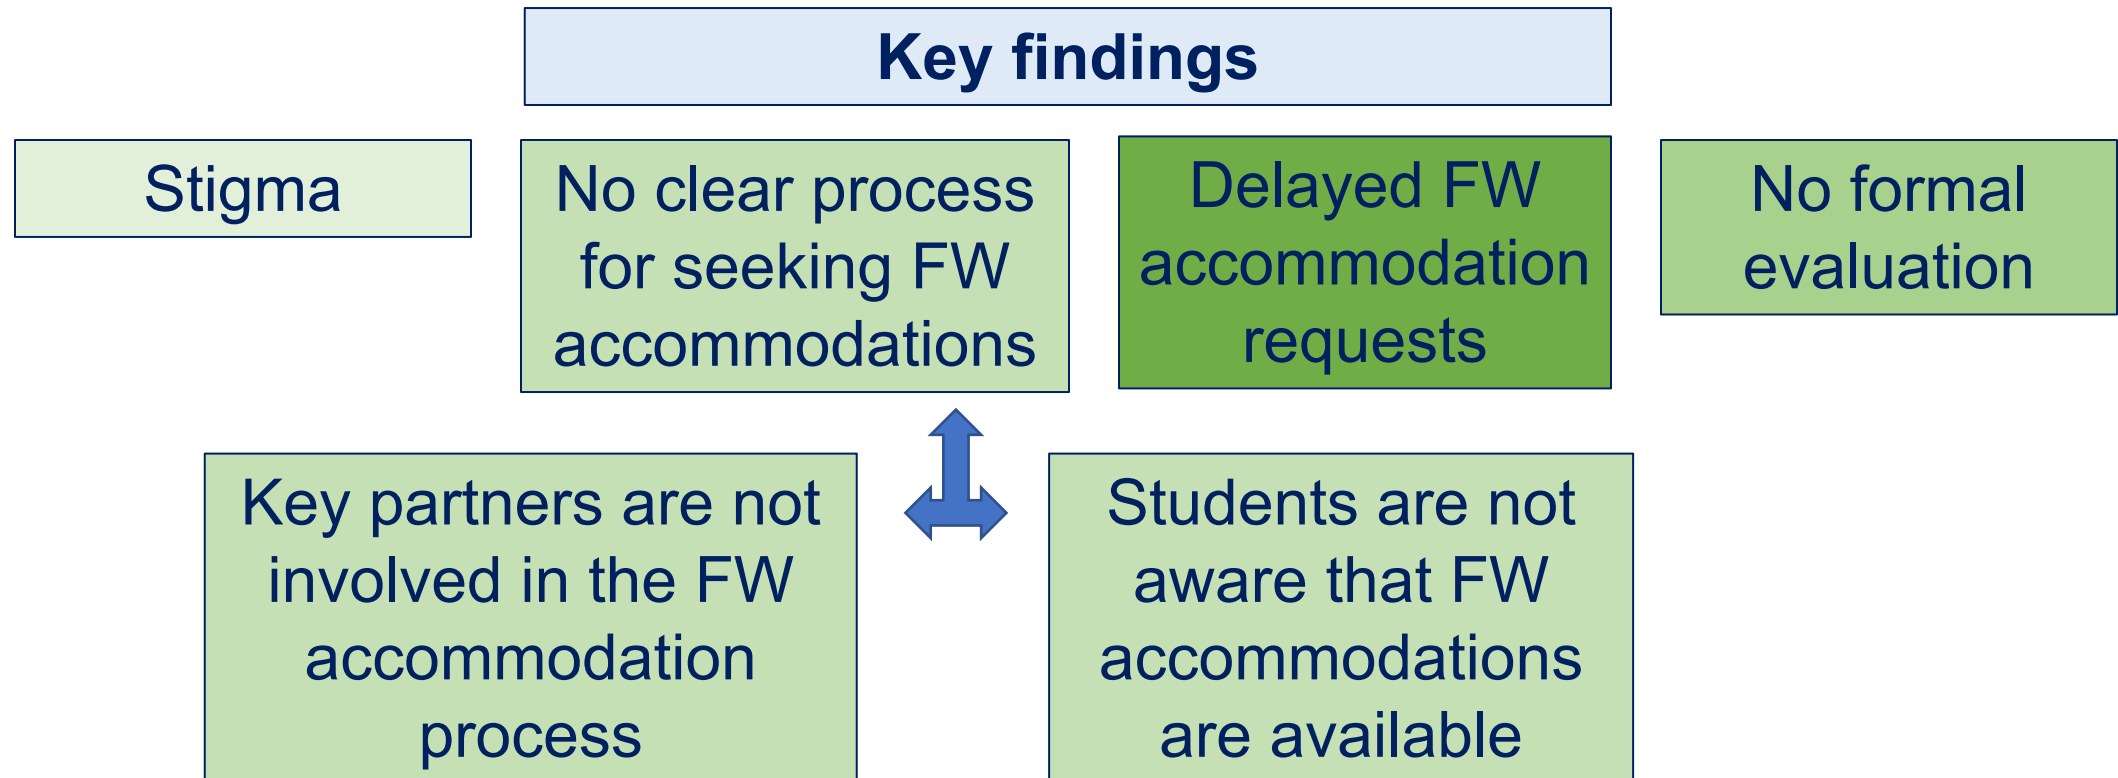 Key findings
Stigma
No clear process
for seeking FW
accommodations
Delayed FW
accommodation
requests
No formal
evaluation
Key partners are not
involved in the FW
accommodation
process
Students are not
aware that FW
accommodations
are available